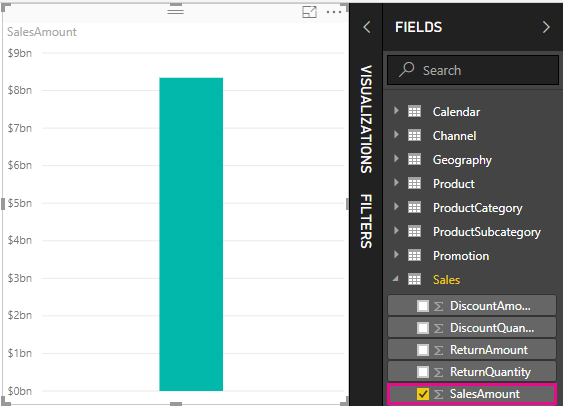 SalesAmount
$9bn
$8bn
$7bn
$6bn
$5bn
$4bn
$3bn
$2bn
$1bn
$0bn
VISUALIZATIONS
FILTERS
FIELDS
Search
Calendar
Channel
Geography
Product
ProductCategory
ProductSubcategory
Promotion
Sales
Σ DiscountAmo...
Σ DiscountQuan...
Σ ReturnAmount
Σ ReturnQuantity
Σ SalesAmount